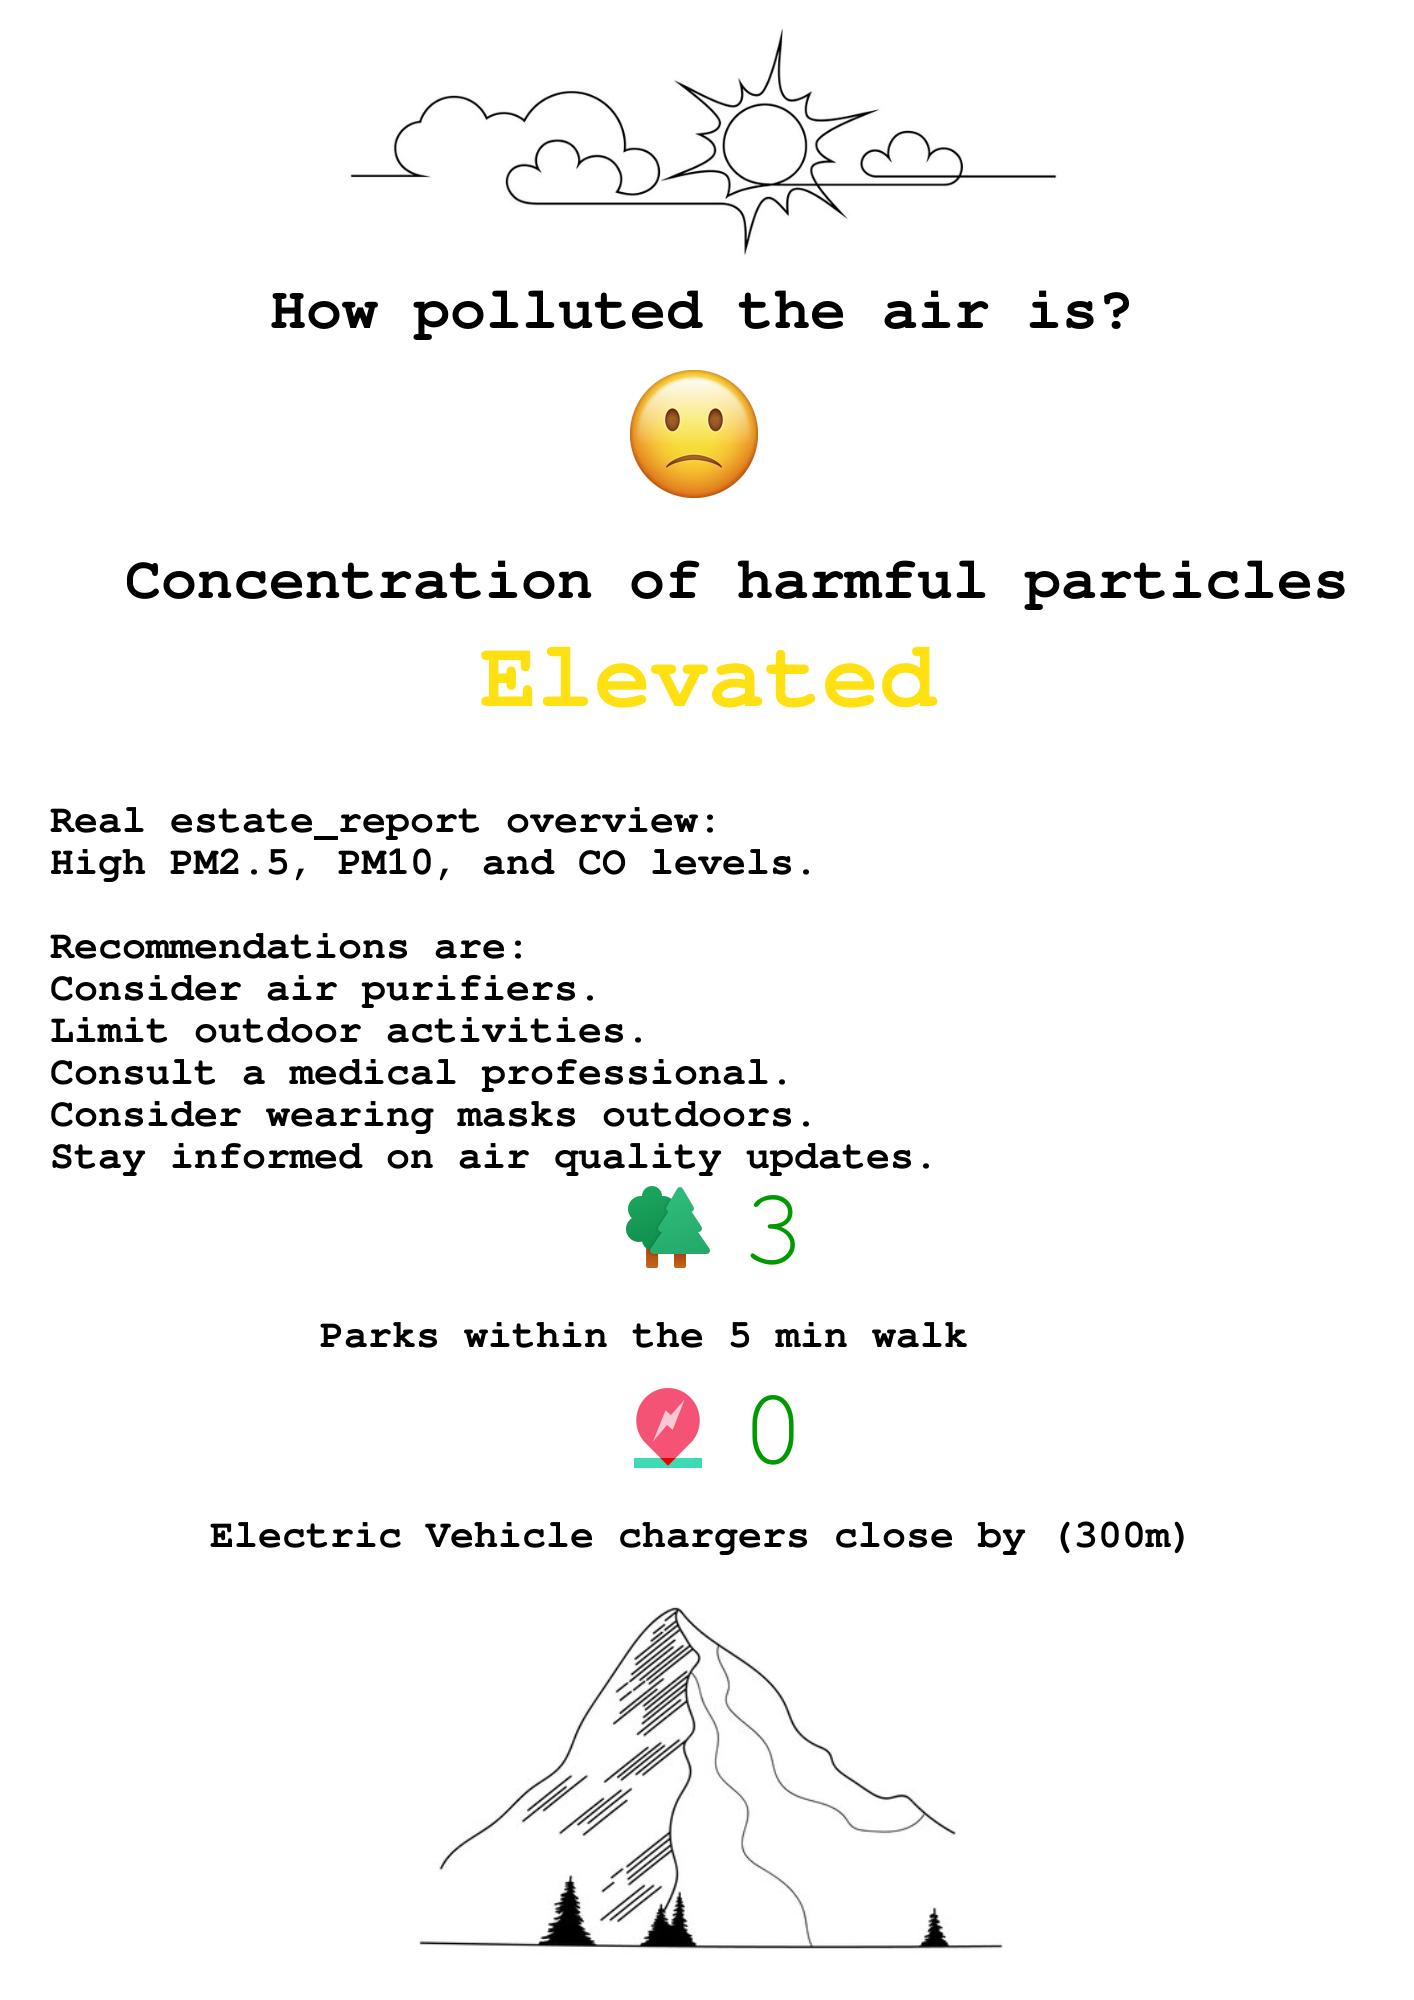 How polluted the air is?
Concentration of harmful particles
Elevated
Real estate_report overview:
High PM2.5, PM10, and CO levels.
Recommendations are:
Consider air purifiers.
Limit outdoor activities.
Consult a medical professional.
Consider wearing masks outdoors.
Stay informed on air quality updates.
3
Parks within the 5 min walk
0
Electric Vehicle chargers close by (300m)